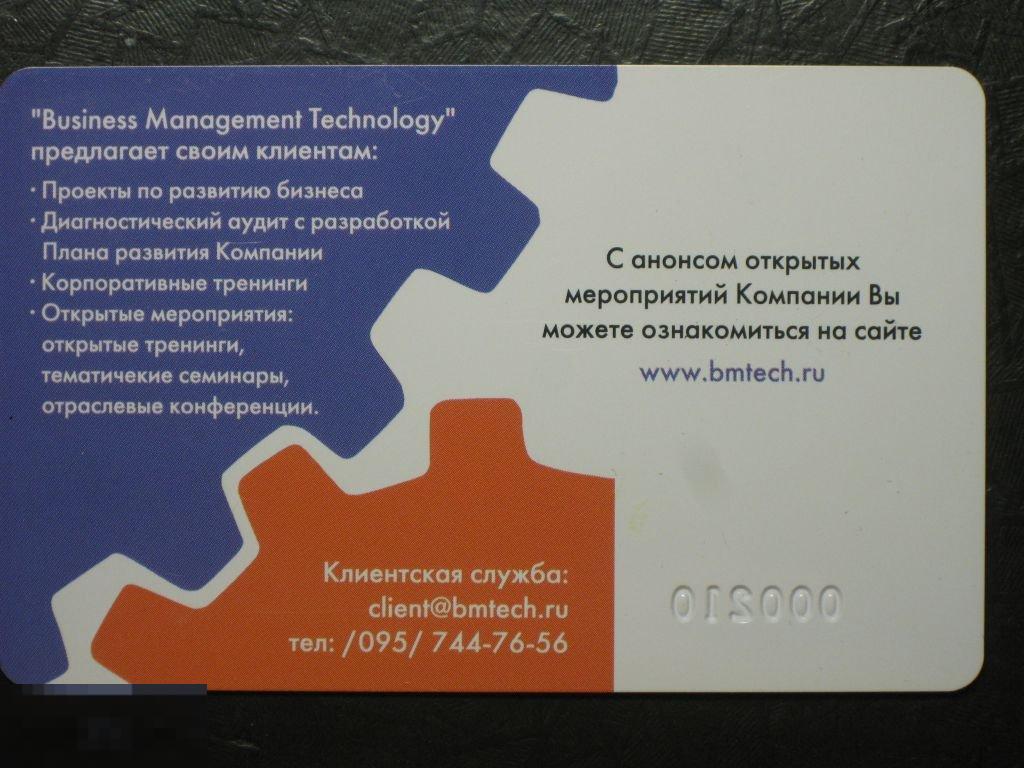 "Business Management Technology"
предлагает своим клиентам:
· Проекты по развитию бизнеса
· Диагностический аудит с разработкой
Плана развития Компании
· Корпоративные тренинги
· Открытые мероприятия:
открытые тренинги,
тематичекие семинары,
отраслевые конференции.
С анонсом открытых
мероприятий Компании Вы
можете ознакомиться на сайте
www.bmtech.ru
Клиентская служба:
client@bmtech.ru
тел: /095/ 744-76-56
000210